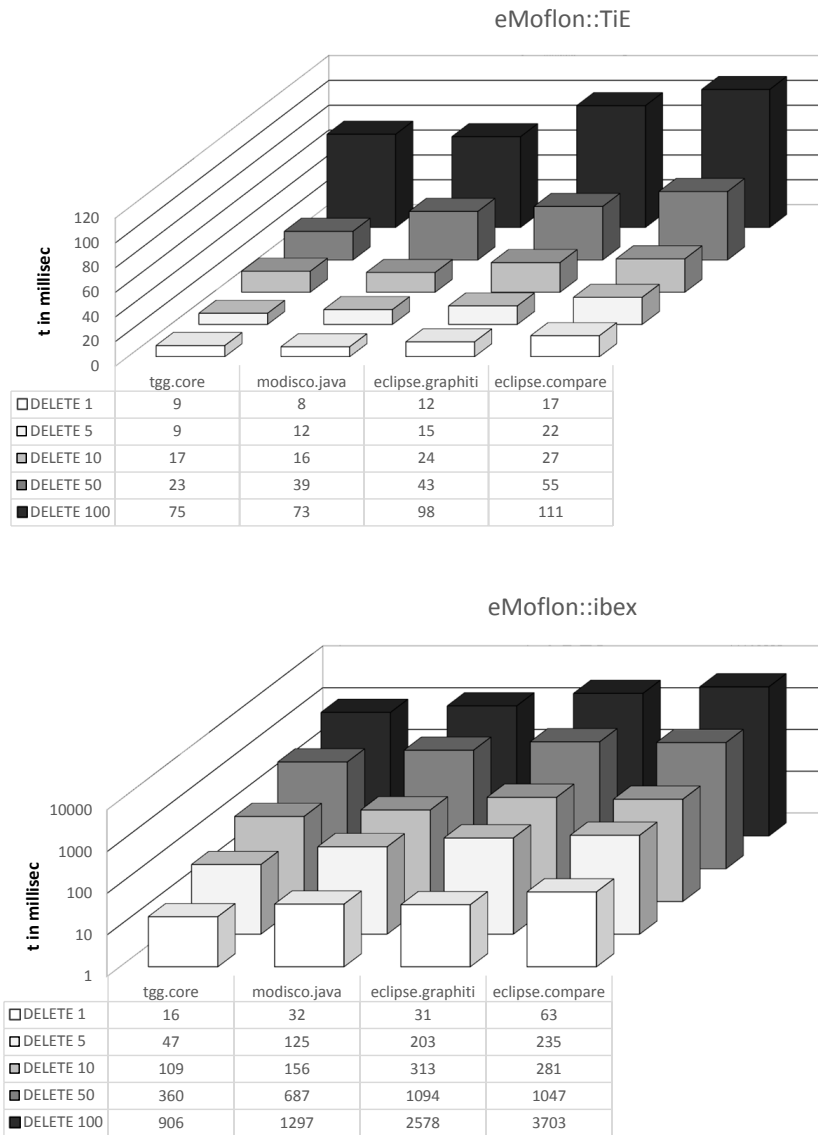 eMoflon::TiE
t in millisec
120
100
80
60
40
20
0
tgg.core modisco.java eclipse.graphiti eclipse.compare
DELETE 1 9 8 12 17
DELETE 5 9 12 15 22
DELETE 10 17 16 24 27
DELETE 50 23 39 43 55
DELETE 100 75 73 98 111
eMoflon::ibex
t in millisec
10000
1000
100
10
1
tgg.core modisco.java eclipse.graphiti eclipse.compare
DELETE 1 16 32 31 63
DELETE 5 47 125 203 235
DELETE 10 109 156 313 281
DELETE 50 360 687 1094 1047
DELETE 100 906 1297 2578 3703